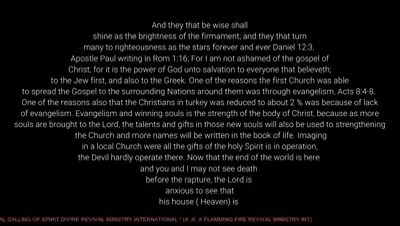 And they that be wise shall
shine as the brightness of the firmament; and they that turn
many to righteousness as the stars forever and ever Daniel 12:3,
Apostle Paul writing in Rom 1:16; For I am not ashamed of the gospel of
Christ; for it is the power of God unto salvation to everyone that believeth;
to the Jew first, and also to the Greek. One of the reasons the first Church was able
to spread the Gospel to the surrounding Nations around them was through evangelism, Acts 8:4-8.
One of the reasons also that the Christians in turkey was reduced to about 2 % was because of lack
of evangelism. Evangelism and winning souls is the strength of the body of Christ, because as more
souls are brought to the Lord, the talents and gifts in those new souls will also be used to strengthening
the Church and more names will be written in the book of life. Imaging
in a local Church were all the gifts of the holy Spirit is in operation,
the Devil hardly operate there. Now that the end of the world is here
and you and I may not see death
before the rapture, the Lord is
anxious to see that
his house ( Heaven) is
AL CALLING OF SPIRIT DIVINE REVIVAL MINISTRY INTERNATIONAL * (A .K .A FLAMMING FIRE REVIVAL MINISTRY INT)